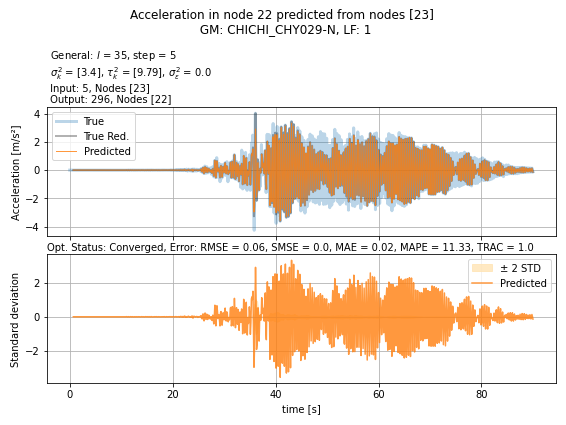 Acceleration in node 22 predicted from nodes [23]
GM: CHICHI_CHY029-N, LF: 1
General: l = 35, step = 5
σ²ₖ = [3.4], τ²ₖ = [9.79], σ²ε = 0.0
Input: 5, Nodes [23]
Output: 296, Nodes [22]
4
2
0
−2
−4
Acceleration [m/s²]
True
True Red.
Predicted
Opt. Status: Converged, Error: RMSE = 0.06, SMSE = 0.0, MAE = 0.02, MAPE = 11.33, TRAC = 1.0
2
0
−2
Standard deviation
± 2 STD
Predicted
0 20 40 60 80
time [s]